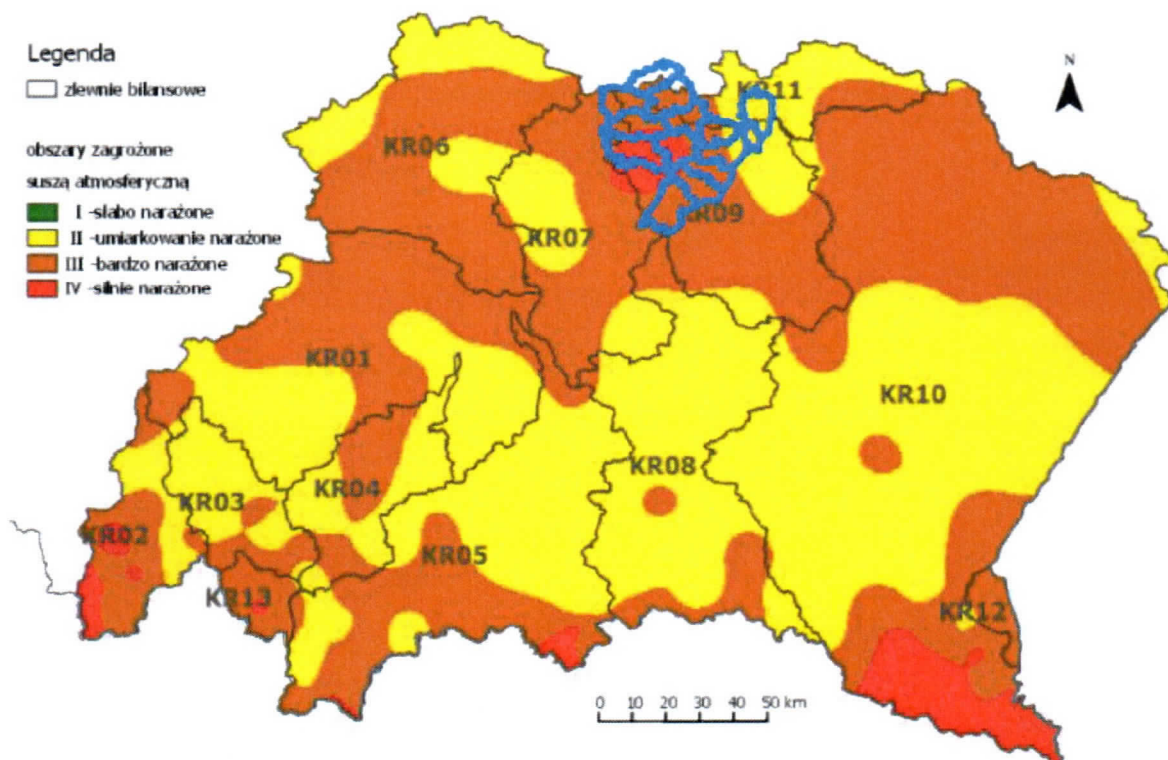 Legenda
zlewnie bilansowe
obszary zagrożone
suszą atmosferyczną
I -słabo narażone
II -umiarkowanie narażone
III -bardzo narażone
IV -silnie narażone
N
KR11
KR06
KR09
KR07
KR01
KR10
KR08
KR04
KR03
KR02
KR05
KR13
KR12
0 10 20 30 40 50 km